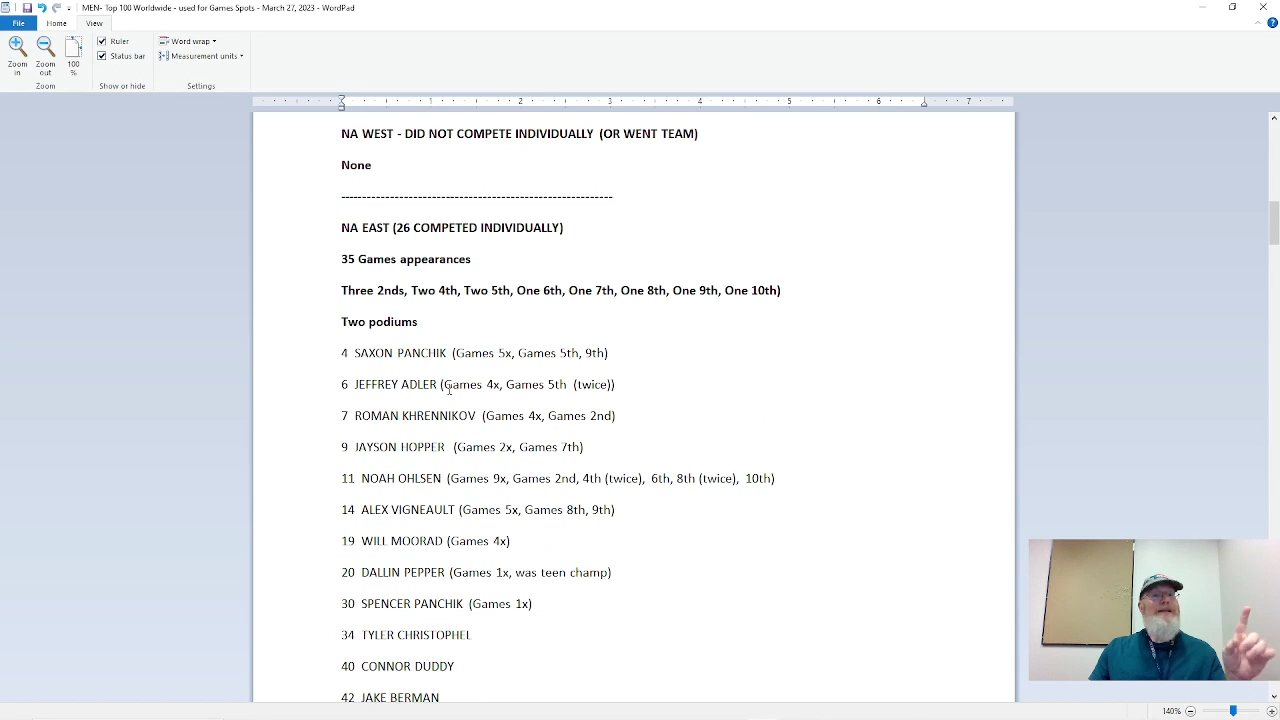 MEN- Top 100 Worldwide - used for Games Spots - March 27, 2023 - WordPad
File Home View
Zoom in
Zoom out
100 %
Zoom
Ruler
Status bar
Show or hide
Word wrap
Measurement units
Settings
1 2 3 4 5 6 7
NA WEST - DID NOT COMPETE INDIVIDUALLY (OR WENT TEAM)
None
-------------------------------------------------------
NA EAST (26 COMPETED INDIVIDUALLY)
35 Games appearances
Three 2nds, Two 4th, Two 5th, One 6th, One 7th, One 8th, One 9th, One 10th)
Two podiums
4 SAXON PANCHIK (Games 5x, Games 5th, 9th)
6 JEFFREY ADLER (Games 4x, Games 5th (twice))
7 ROMAN KHRENNIKOV (Games 4x, Games 2nd)
9 JAYSON HOPPER (Games 2x, Games 7th)
11 NOAH OHLSEN (Games 9x, Games 2nd, 4th (twice), 6th, 8th (twice), 10th)
14 ALEX VIGNEAULT (Games 5x, Games 8th, 9th)
19 WILL MOORAD (Games 4x)
20 DALLIN PEPPER (Games 1x, was teen champ)
30 SPENCER PANCHIK (Games 1x)
34 TYLER CHRISTOPHEL
40 CONNOR DUDDY
42 JAKE BERMAN
140%